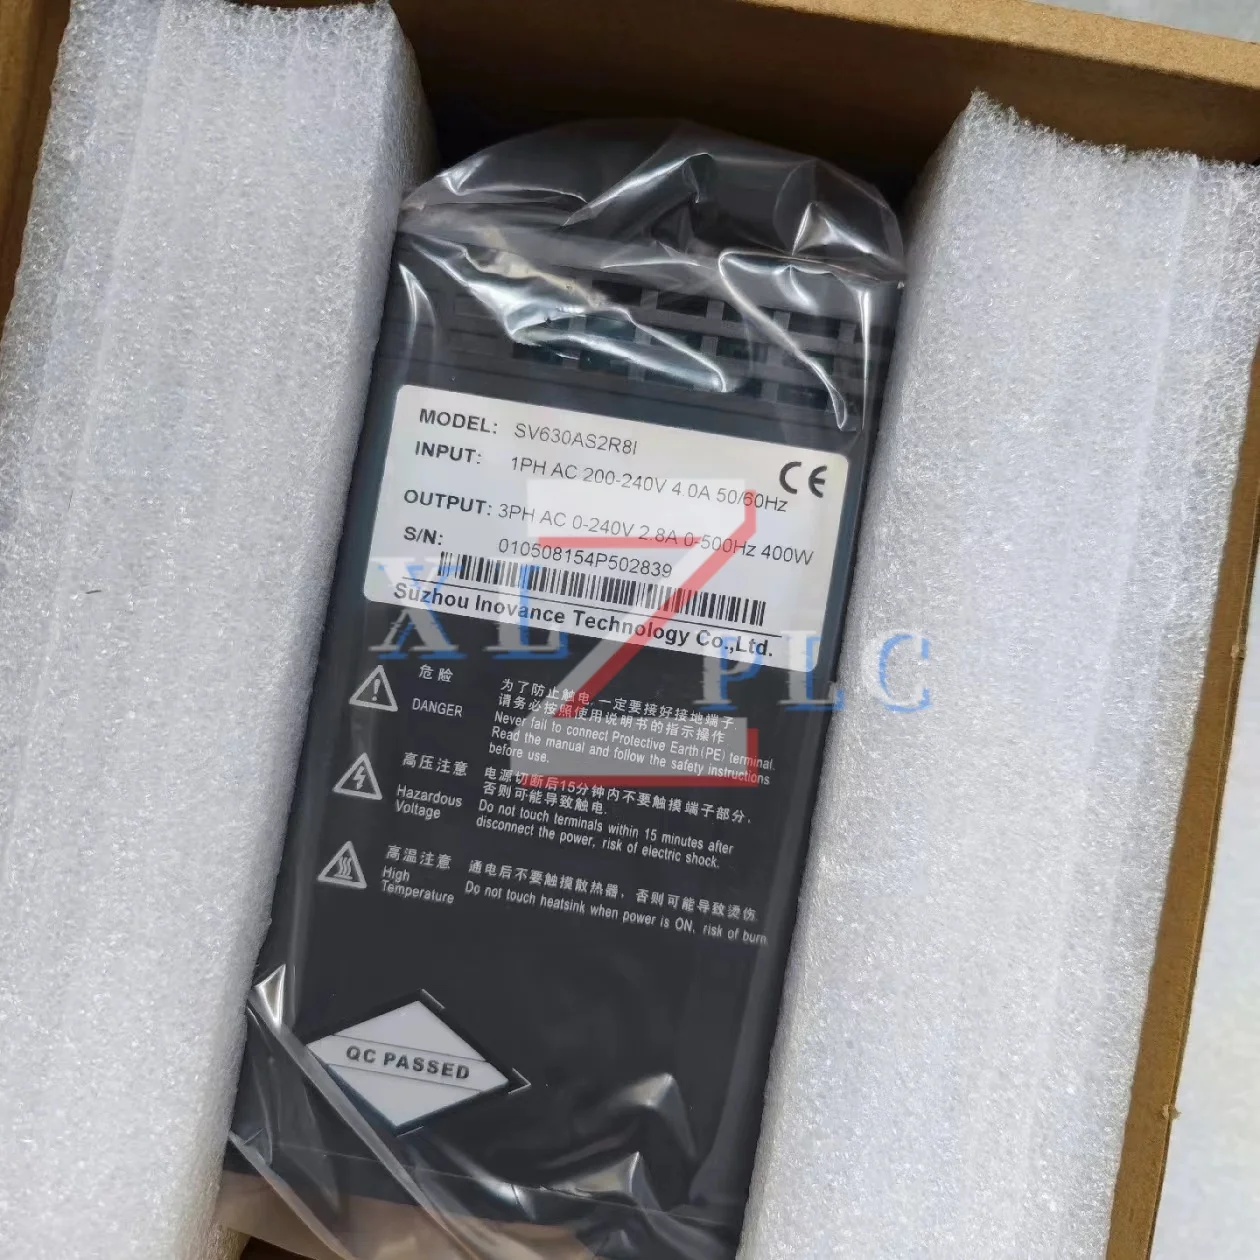 MODEL: SV630AS2R8I
INPUT: 1PH AC 200-240V 4.0A 50/60Hz
CE
OUTPUT: 3PH AC 0-240V 2.8A 0-500Hz 400W
S/N: 010508154P502839
Suzhou Inovance Technology Co.,Ltd.
XLZPLC
危险
DANGER
为了防止触电,一定要接好接地端子.
请务必按照使用说明书的指示操作
Never fail to connect Protective Earth(PE) terminal.
Read the manual and follow the safety instructions
before use.
高压注意
Hazardous
Voltage
电源切断后15分钟内不要触摸端子部分,
否则可能导致触电.
Do not touch terminals within 15 minutes after
disconnect the power, risk of electric shock.
高温注意
High
Temperature
通电后不要触摸散热器, 否则可能导致烫伤
Do not touch heatsink when power is ON, risk of burn.
QC PASSED